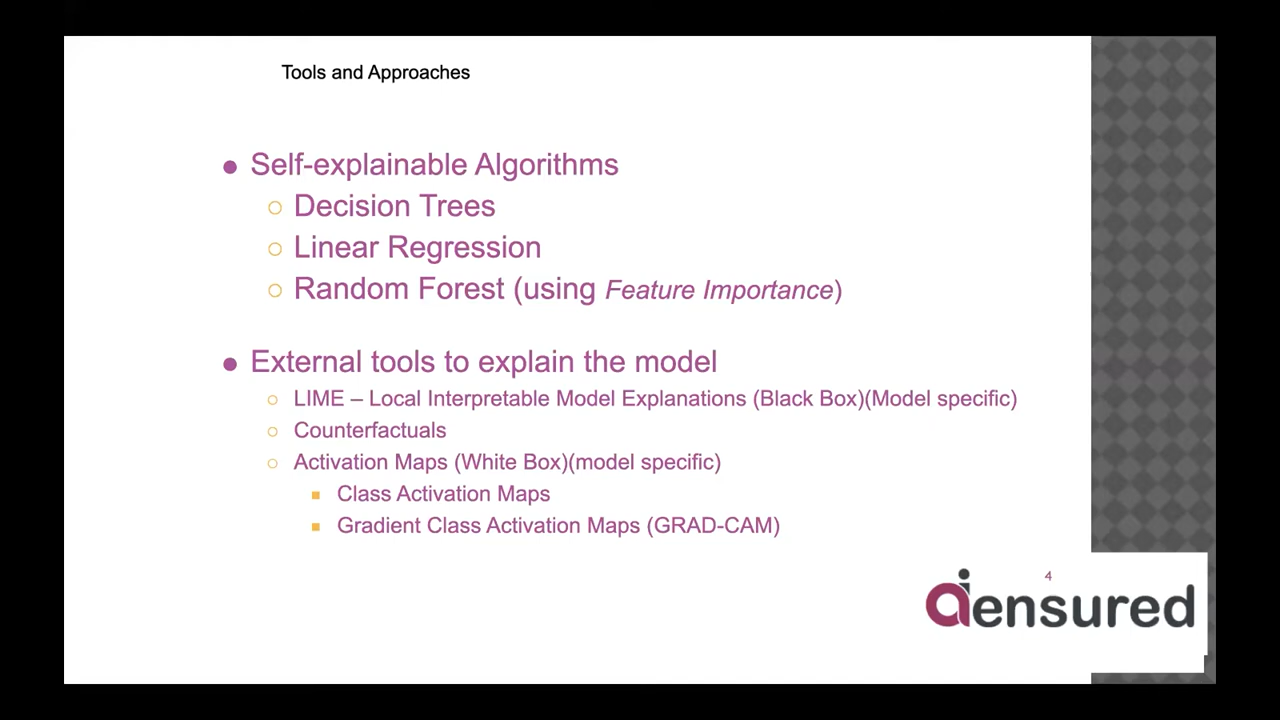 Tools and Approaches
● Self-explainable Algorithms
○ Decision Trees
○ Linear Regression
○ Random Forest (using Feature Importance)
● External tools to explain the model
○ LIME – Local Interpretable Model Explanations (Black Box)(Model specific)
○ Counterfactuals
○ Activation Maps (White Box)(model specific)
■ Class Activation Maps
■ Gradient Class Activation Maps (GRAD-CAM)
4
aiensured